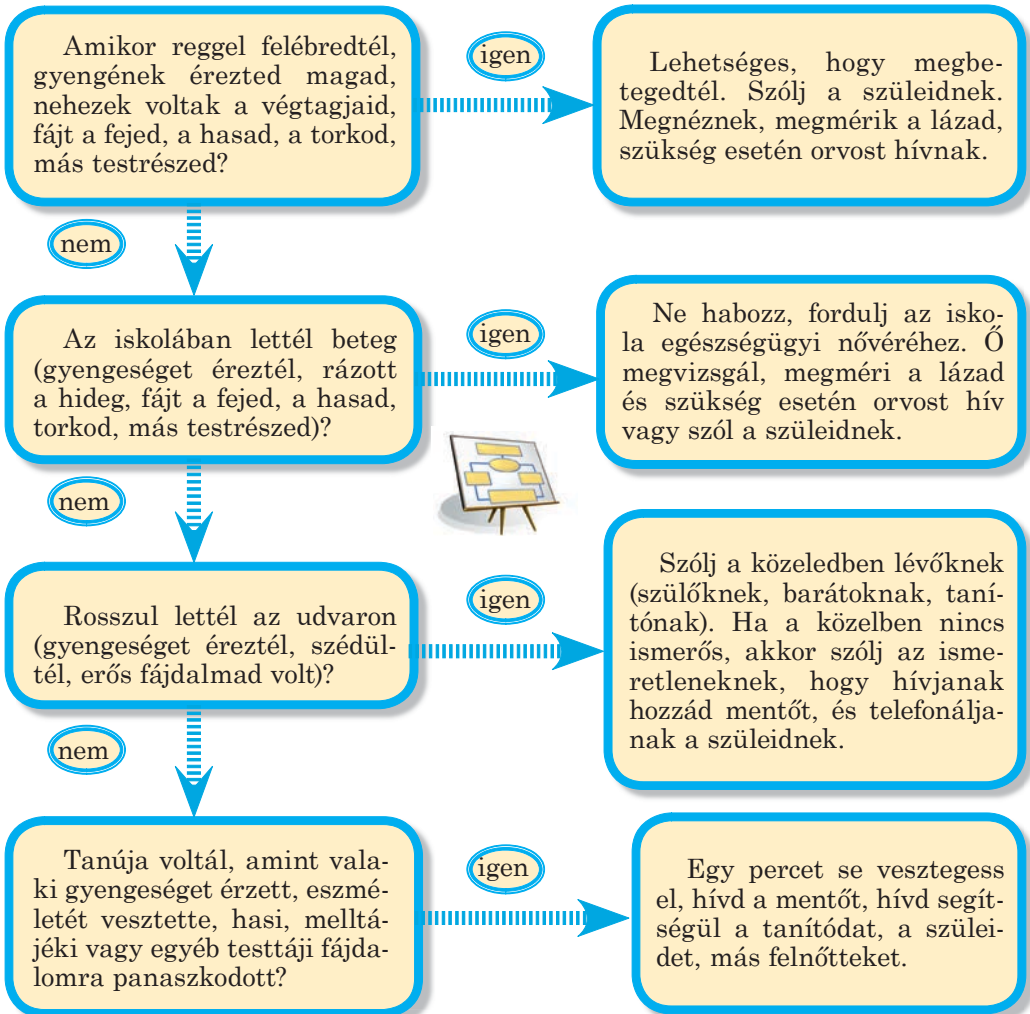 Amikor reggel felébredtél,
gyengének érezted magad,
nehezek voltak a végtagjaid,
fájt a fejed, a hasad, a torkod,
más testrészed?
igen
Lehetséges, hogy megbe-
tegedtél. Szólj a szüleidnek.
Megnéznek, megmérik a lázad,
szükség esetén orvost hívnak.
nem
Az iskolában lettél beteg
(gyengeséget éreztél, rázott
a hideg, fájt a fejed, a hasad,
torkod, más testrészed)?
igen
Ne habozz, fordulj az isko-
la egészségügyi nővéréhez. Ő
megvizsgál, megméri a lázad
és szükség esetén orvost hív
vagy szól a szüleidnek.
nem
Rosszul lettél az udvaron
(gyengeséget éreztél, szédül-
tél, erős fájdalmad volt)?
igen
Szólj a közeledben lévőknek
(szülőknek, barátoknak, taní-
tónak). Ha a közelben nincs
ismerős, akkor szólj az isme-
retleneknek, hogy hívjanak
hozzád mentőt, és telefonálja-
nak a szüleidnek.
nem
Tanúja voltál, amint vala-
ki gyengeséget érzett, eszmé-
letét vesztette, hasi, melltá-
jéki vagy egyéb testtáji fájda-
lomra panaszkodott?
igen
Egy percet se vesztegess
el, hívd a mentőt, hívd segít-
ségül a tanítódat, a szülei-
det, más felnőtteket.